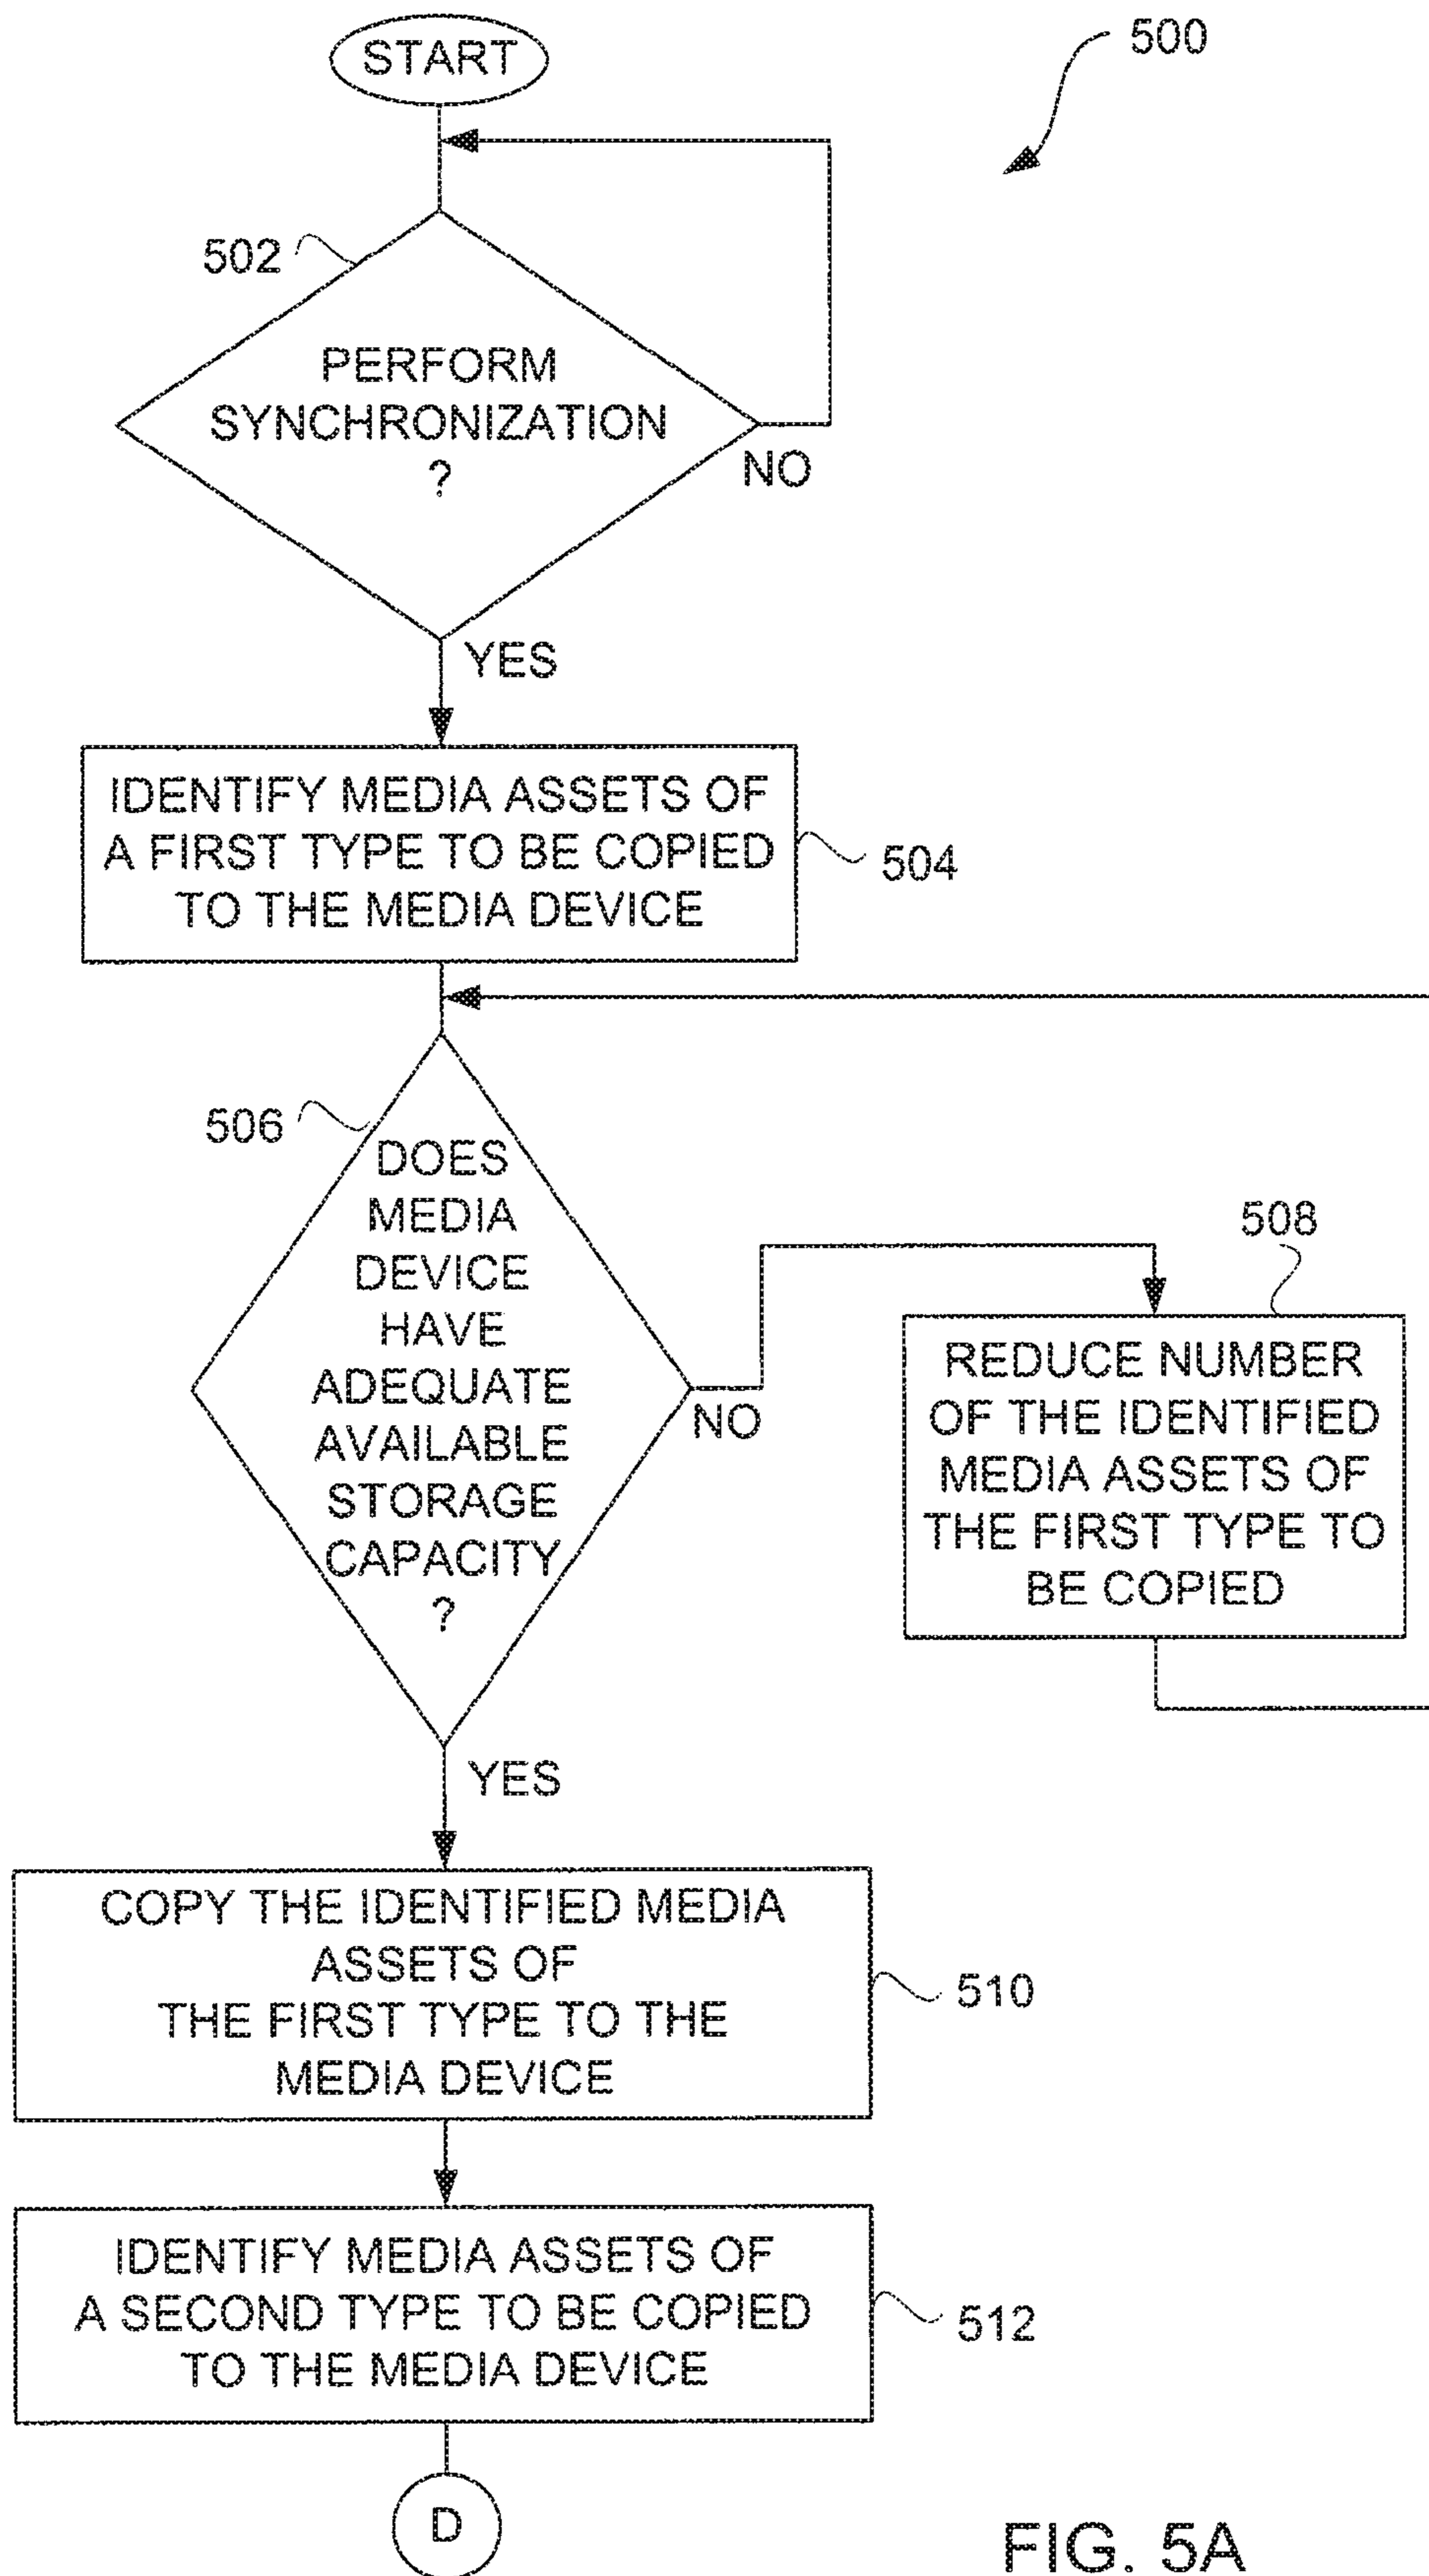 START
500
502
PERFORM
SYNCHRONIZATION
?
NO
YES
IDENTIFY MEDIA ASSETS OF
A FIRST TYPE TO BE COPIED
TO THE MEDIA DEVICE
504
506
DOES
MEDIA
DEVICE
HAVE
ADEQUATE
AVAILABLE
STORAGE
CAPACITY
?
NO
508
REDUCE NUMBER
OF THE IDENTIFIED
MEDIA ASSETS OF
THE FIRST TYPE TO
BE COPIED
YES
COPY THE IDENTIFIED MEDIA
ASSETS OF
THE FIRST TYPE TO THE
MEDIA DEVICE
510
IDENTIFY MEDIA ASSETS OF
A SECOND TYPE TO BE COPIED
TO THE MEDIA DEVICE
512
D
FIG. 5A